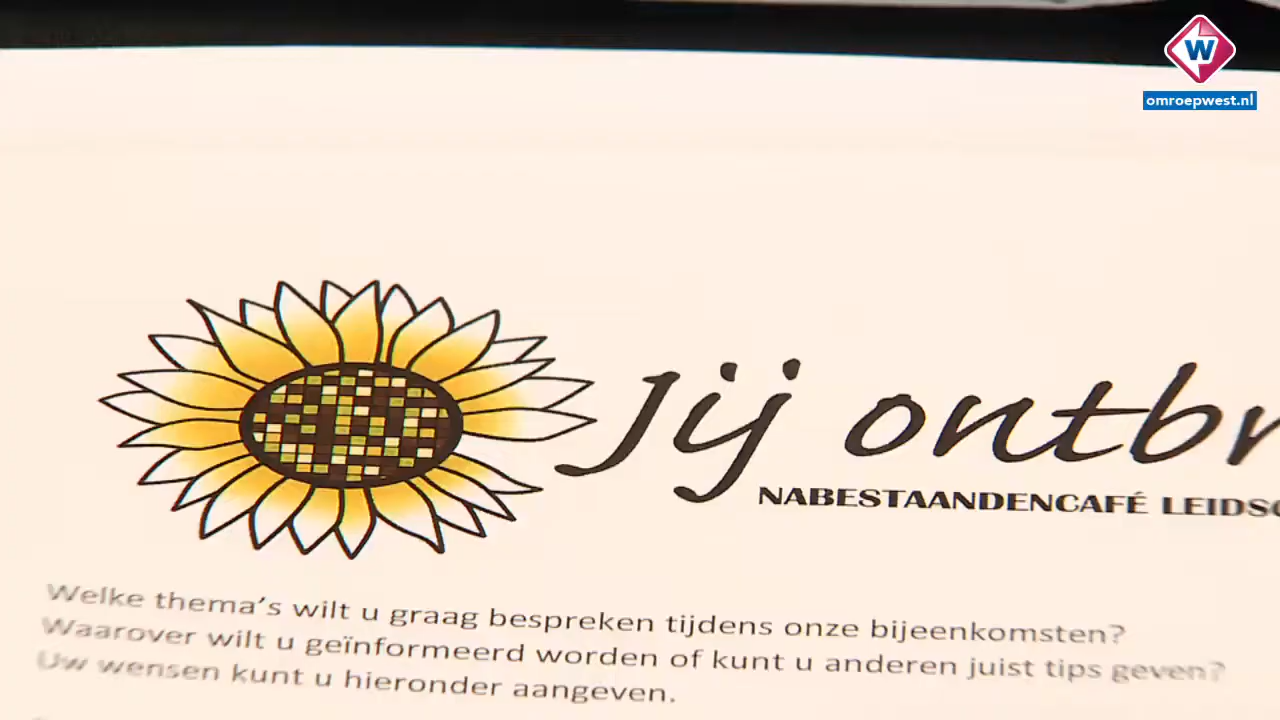 W
omroepwest.nl
Jij ontbr
NABESTAANDENCAFÉ LEIDSC
Welke thema's wilt u graag bespreken tijdens onze bijeenkomsten?
Waarover wilt u geïnformeerd worden of kunt u anderen juist tips geven?
Uw wensen kunt u hieronder aangeven.